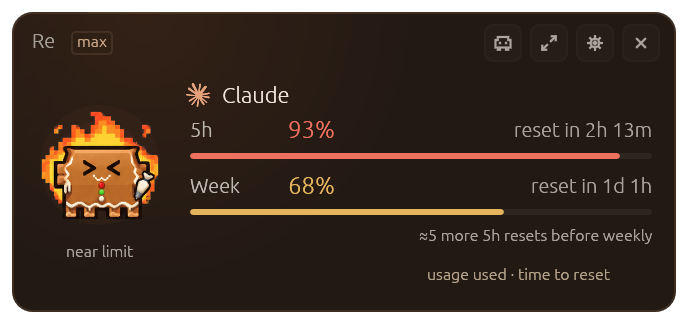 Re max
Claude
5h 93% reset in 2h 13m
Week 68% reset in 1d 1h
≈5 more 5h resets before weekly
near limit
usage used · time to reset